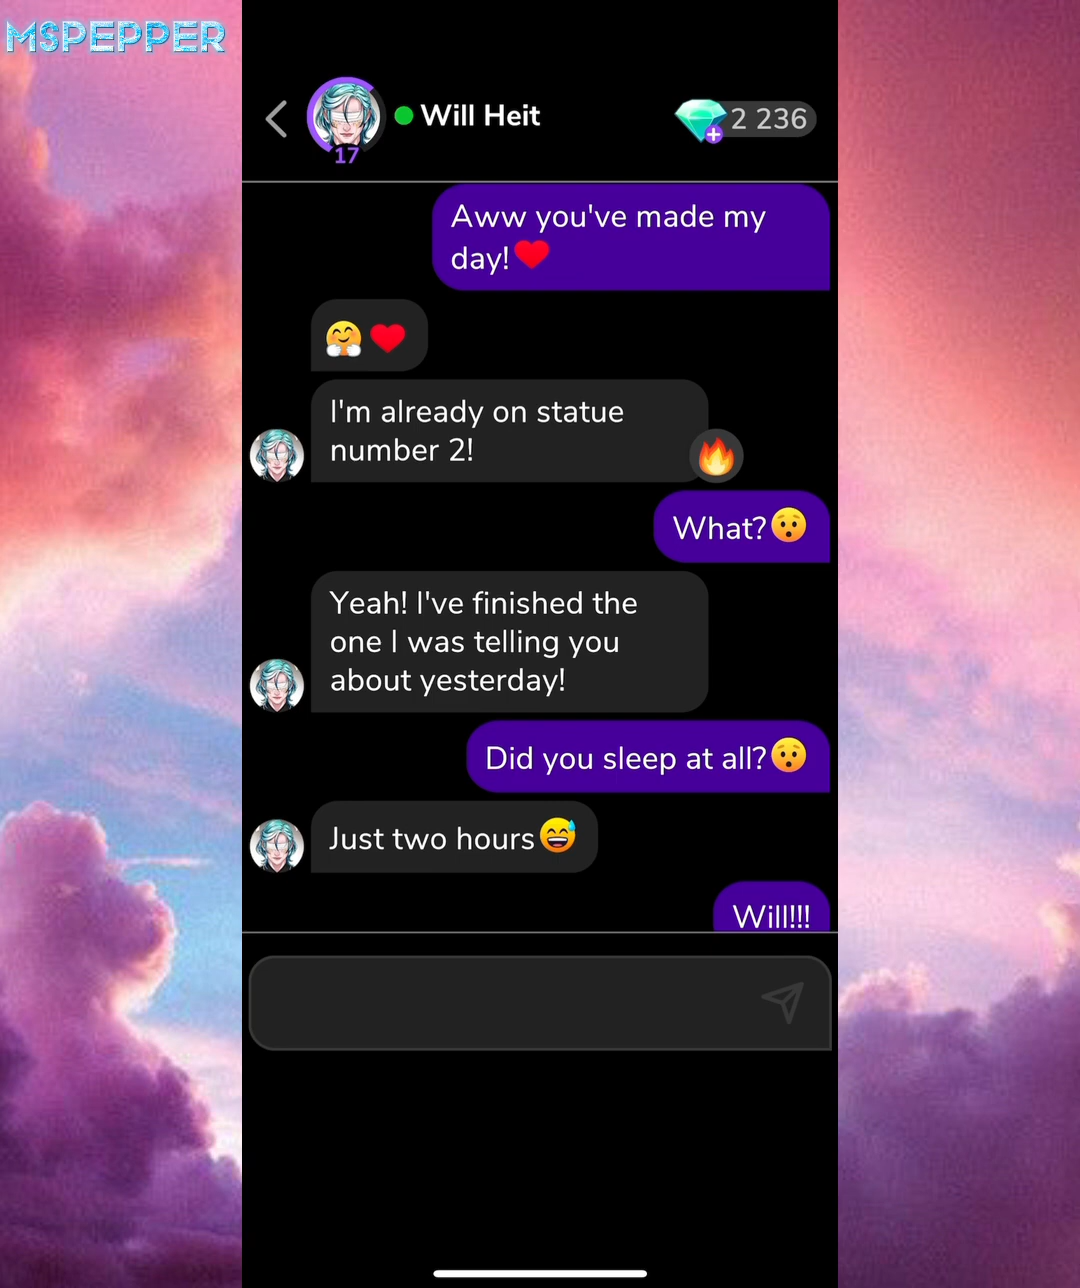 MSPEPPER
Will Heit
2 236
17
Aww you've made my
day!❤️
🤗❤️
I'm already on statue
number 2!
🔥
What?😯
Yeah! I've finished the
one I was telling you
about yesterday!
Did you sleep at all?😯
Just two hours😅
Will!!!